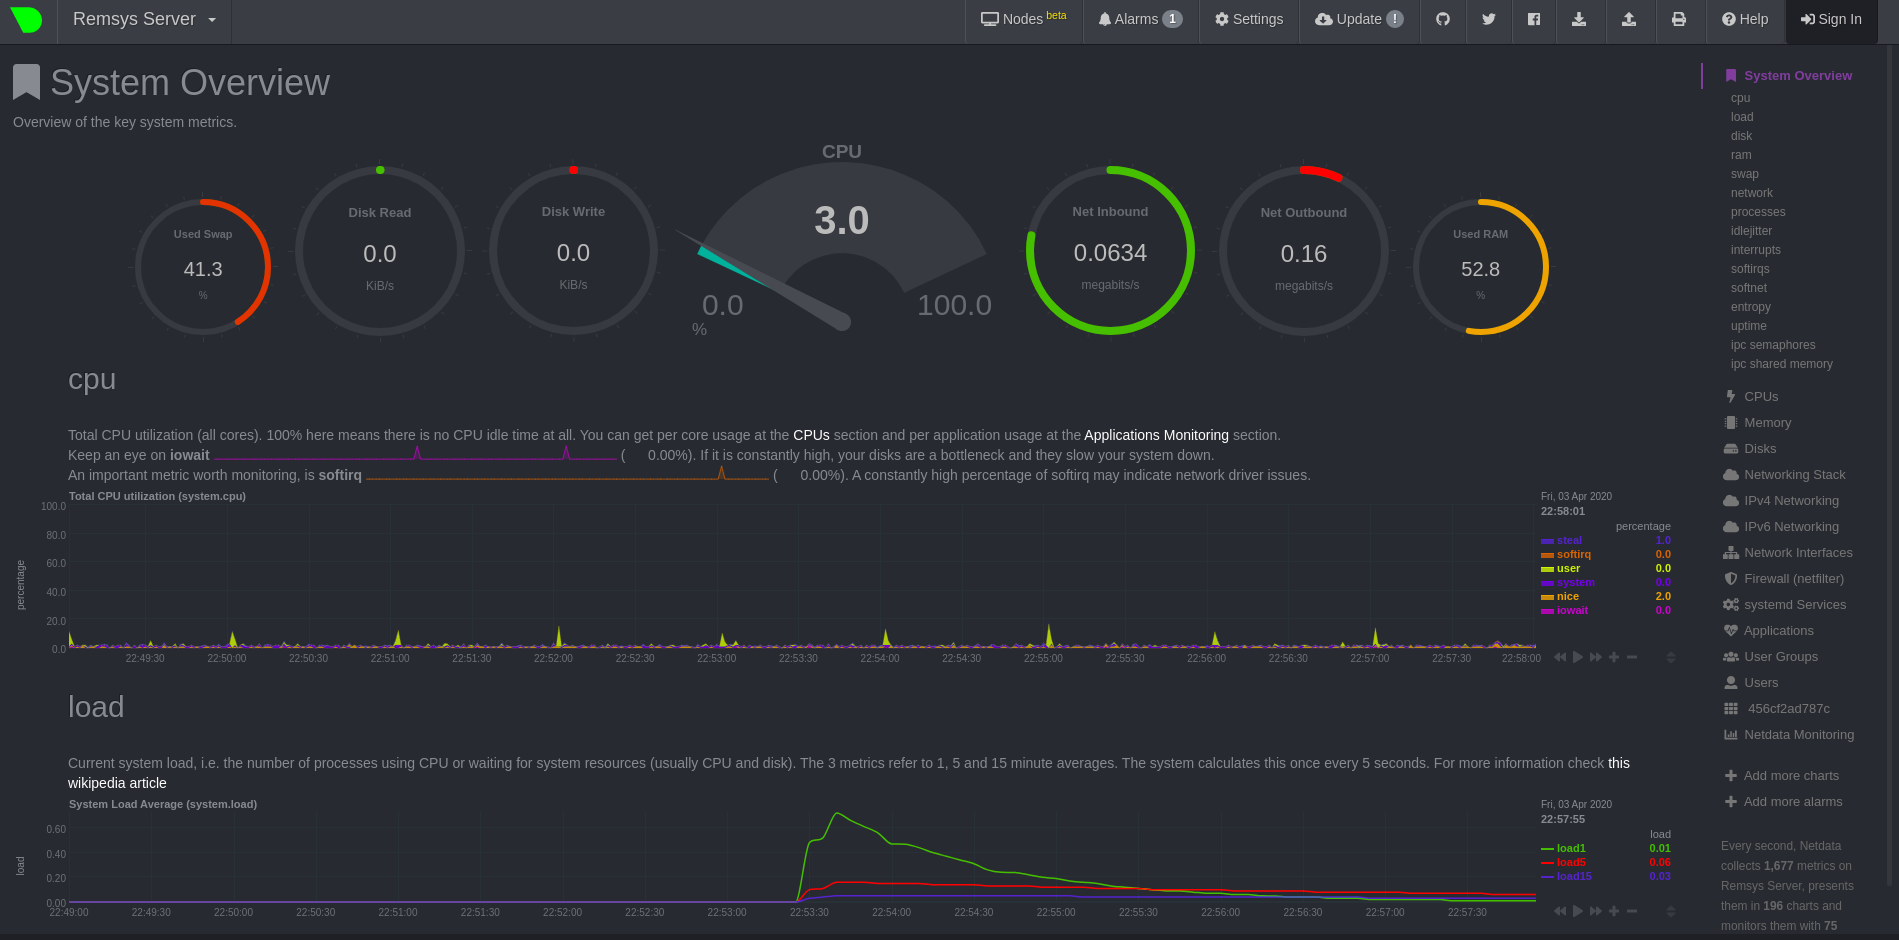 Remsys Server
Nodes beta
Alarms 1
Settings
Update !
Help
Sign In
System Overview
Overview of the key system metrics.
Used Swap
41.3
%
Disk Read
0.0
KiB/s
Disk Write
0.0
KiB/s
CPU
3.0
0.0
100.0
%
Net Inbound
0.0634
megabits/s
Net Outbound
0.16
megabits/s
Used RAM
52.8
%
cpu
Total CPU utilization (all cores). 100% here means there is no CPU idle time at all. You can get per core usage at the CPUs section and per application usage at the Applications Monitoring section.
Keep an eye on iowait ( 0.00%). If it is constantly high, your disks are a bottleneck and they slow your system down.
An important metric worth monitoring, is softirq ( 0.00%). A constantly high percentage of softirq may indicate network driver issues.
Total CPU utilization (system.cpu)
percentage
100.0
80.0
60.0
40.0
20.0
0.0
22:49:30 22:50:00 22:50:30 22:51:00 22:51:30 22:52:00 22:52:30 22:53:00 22:53:30 22:54:00 22:54:30 22:55:00 22:55:30 22:56:00 22:56:30 22:57:00 22:57:30 22:58:00
Fri, 03 Apr 2020
22:58:01
percentage
steal 1.0
softirq 0.0
user 0.0
system 0.0
nice 2.0
iowait 0.0
load
Current system load, i.e. the number of processes using CPU or waiting for system resources (usually CPU and disk). The 3 metrics refer to 1, 5 and 15 minute averages. The system calculates this once every 5 seconds. For more information check this
wikipedia article
System Load Average (system.load)
load
0.60
0.40
0.20
0.00
22:49:00 22:49:30 22:50:00 22:50:30 22:51:00 22:51:30 22:52:00 22:52:30 22:53:00 22:53:30 22:54:00 22:54:30 22:55:00 22:55:30 22:56:00 22:56:30 22:57:00 22:57:30
Fri, 03 Apr 2020
22:57:55
load
load1 0.01
load5 0.06
load15 0.03
System Overview
cpu
load
disk
ram
swap
network
processes
idlejitter
interrupts
softirqs
softnet
entropy
uptime
ipc semaphores
ipc shared memory
CPUs
Memory
Disks
Networking Stack
IPv4 Networking
IPv6 Networking
Network Interfaces
Firewall (netfilter)
systemd Services
Applications
User Groups
Users
456cf2ad787c
Netdata Monitoring
Add more charts
Add more alarms
Every second, Netdata
collects 1,677 metrics on
Remsys Server, presents
them in 196 charts and
monitors them with 75